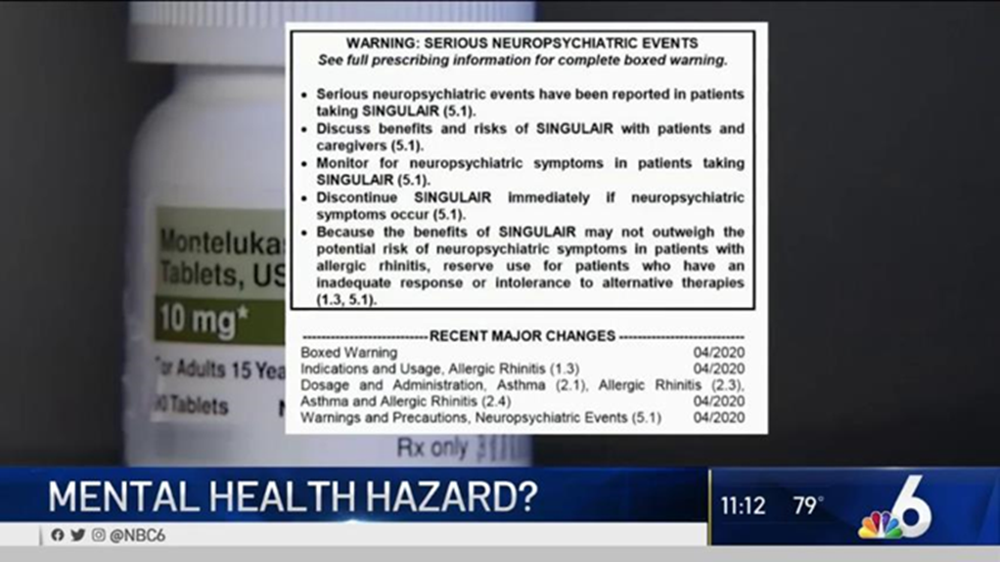 WARNING: SERIOUS NEUROPSYCHIATRIC EVENTS
See full prescribing information for complete boxed warning.
• Serious neuropsychiatric events have been reported in patients
taking SINGULAIR (5.1).
• Discuss benefits and risks of SINGULAIR with patients and
caregivers (5.1).
• Monitor for neuropsychiatric symptoms in patients taking
SINGULAIR (5.1).
• Discontinue SINGULAIR immediately if neuropsychiatric
symptoms occur (5.1).
• Because the benefits of SINGULAIR may not outweigh the
potential risk of neuropsychiatric symptoms in patients with
allergic rhinitis, reserve use for patients who have an
inadequate response or intolerance to alternative therapies
(1.3, 5.1).
---------------------------RECENT MAJOR CHANGES---------------------------
Boxed Warning 04/2020
Indications and Usage, Allergic Rhinitis (1.3) 04/2020
Dosage and Administration, Asthma (2.1), Allergic Rhinitis (2.3),
Asthma and Allergic Rhinitis (2.4) 04/2020
Warnings and Precautions, Neuropsychiatric Events (5.1) 04/2020
Monteluka
Tablets, US
10 mg*
Adults 15 Yea
Tablets
Rx only
MENTAL HEALTH HAZARD?
11:12 79°
6
@NBC6